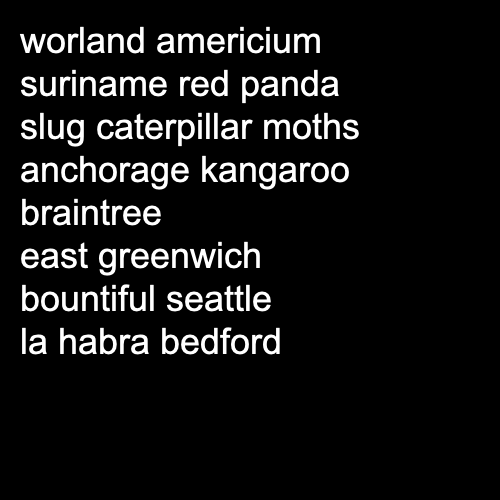 worland americium
suriname red panda
slug caterpillar moths
anchorage kangaroo
braintree
east greenwich
bountiful seattle
la habra bedford